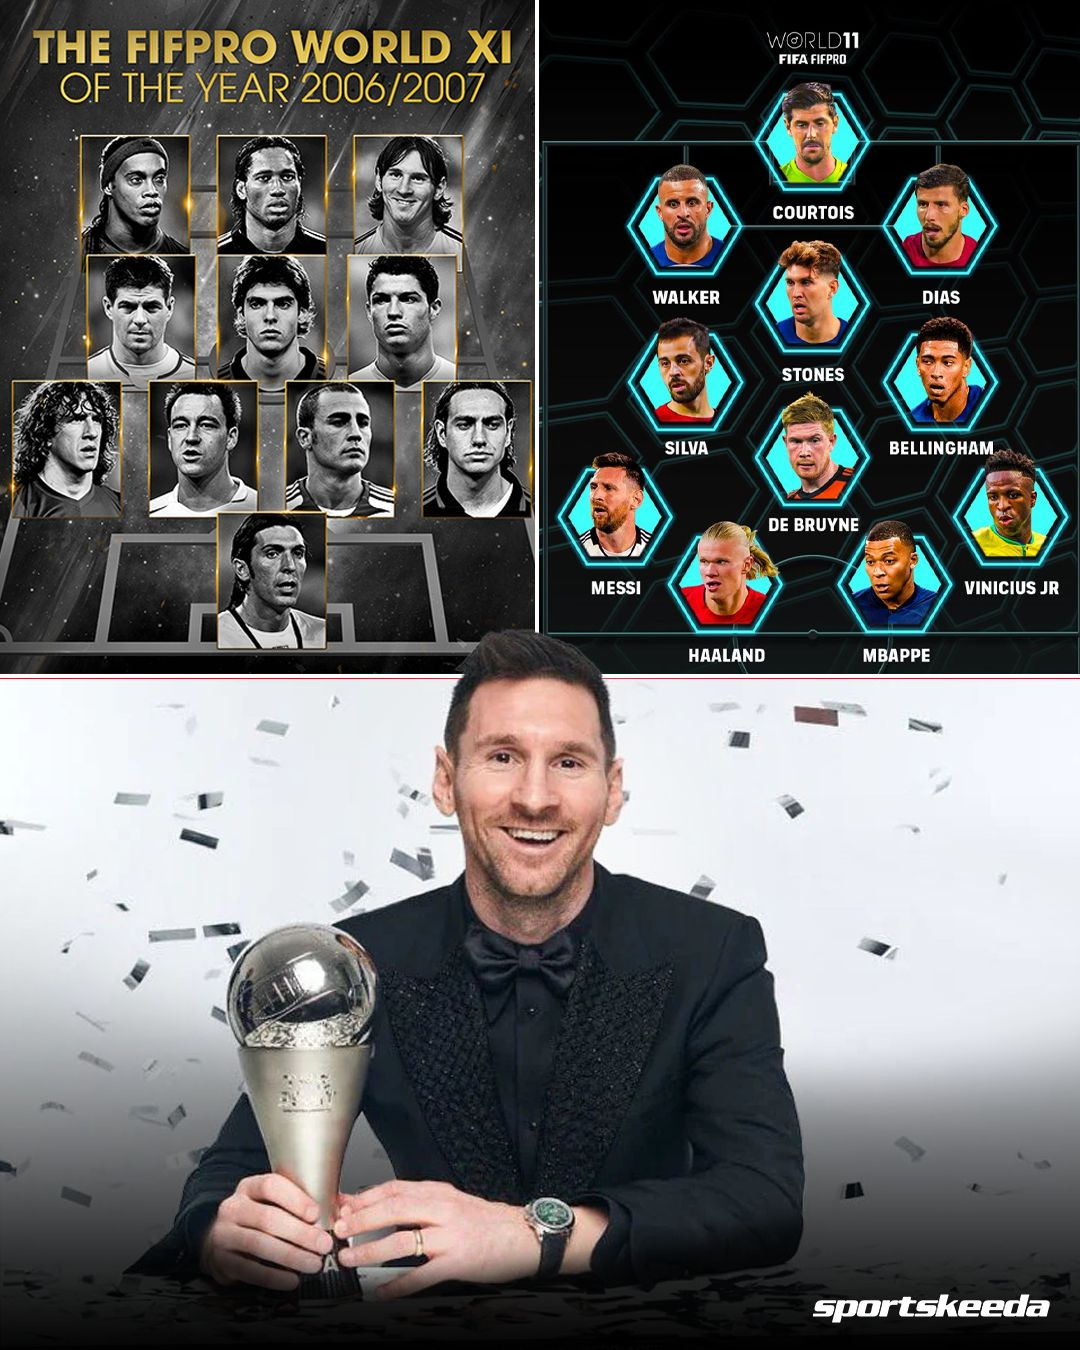 THE FIFPRO WORLD XI
OF THE YEAR 2006/2007
WORLD11
FIFA FIFPRO
COURTOIS
WALKER
DIAS
STONES
SILVA
BELLINGHAM
DE BRUYNE
MESSI
VINICIUS JR
HAALAND
MBAPPE
sportskeeda